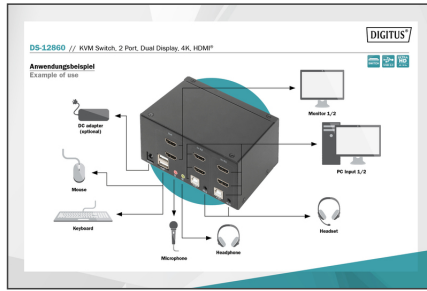 DIGITUS®
DS-12860 // KVM Switch, 2 Port, Dual Display, 4K, HDMI®
Anwendungsbeispiel
Example of use
DC adapter
(optional)
Monitor 1/2
PC Input 1/2
Mouse
Keyboard
Microphone
Headphone
Headset